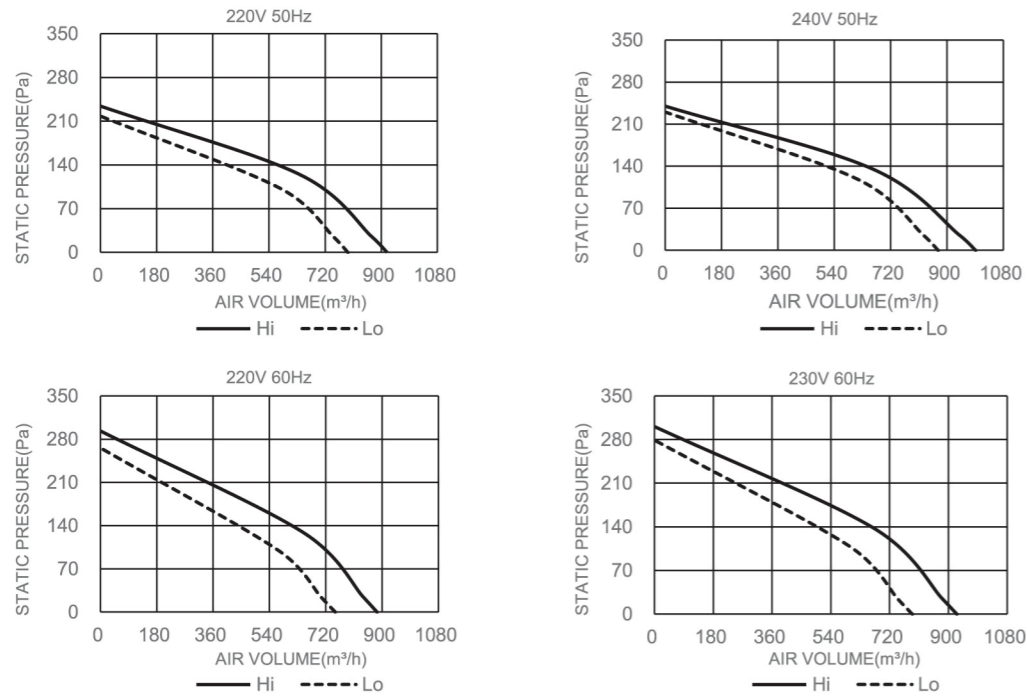 220V 50Hz
STATIC PRESSURE(Pa)
350
280
210
140
70
0
0 180 360 540 720 900 1080
AIR VOLUME(m³/h)
Hi Lo
240V 50Hz
STATIC PRESSURE(Pa)
350
280
210
140
70
0
0 180 360 540 720 900 1080
AIR VOLUME(m³/h)
Hi Lo
220V 60Hz
STATIC PRESSURE(Pa)
350
280
210
140
70
0
0 180 360 540 720 900 1080
AIR VOLUME(m³/h)
Hi Lo
230V 60Hz
STATIC PRESSURE(Pa)
350
280
210
140
70
0
0 180 360 540 720 900 1080
AIR VOLUME(m³/h)
Hi Lo